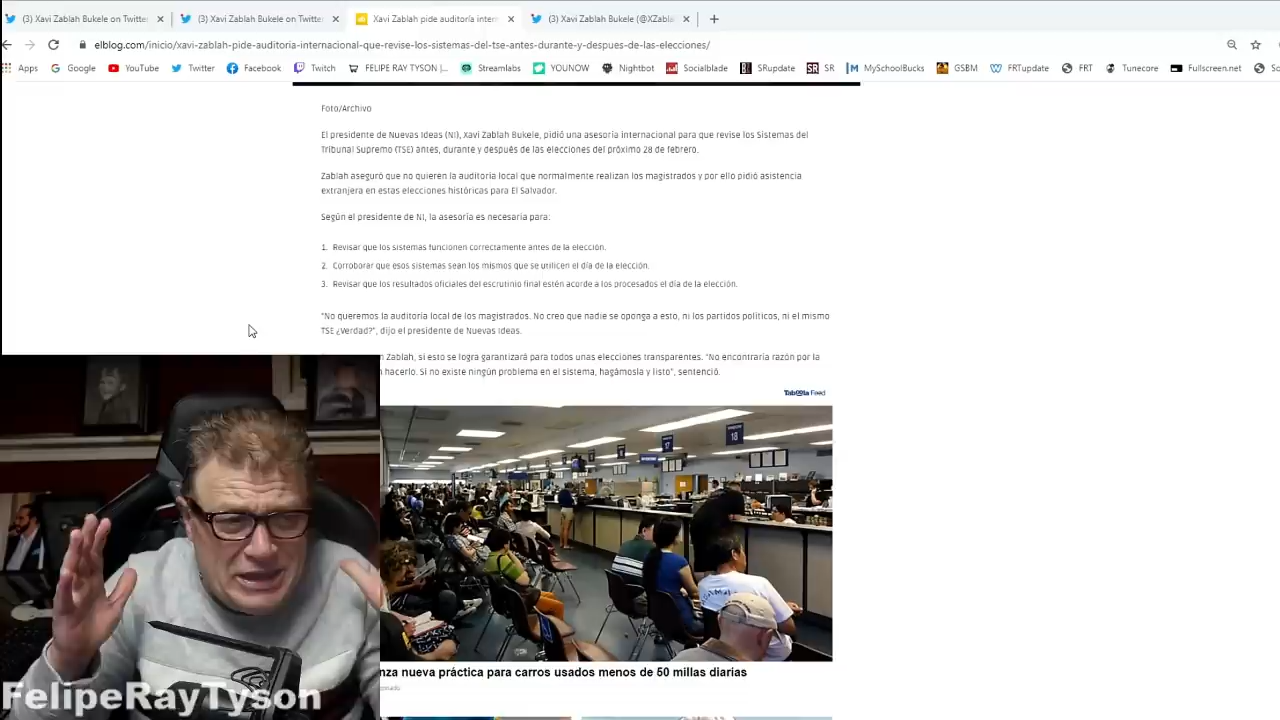 (3) Xavi Zablah Bukele on Twitte
(3) Xavi Zablah Bukele on Twitte
Xavi Zablah pide auditoría intern
(3) Xavi Zablah Bukele (@XZabla
elblog.com/inicio/xavi-zablah-pide-auditoria-internacional-que-revise-los-sistemas-del-tse-antes-durante-y-despues-de-las-elecciones/
Apps Google YouTube Twitter Facebook Twitch FELIPE RAY TYSON |... Streamlabs YOUNOW Nightbot Socialblade SRupdate SR MySchoolBucks GSBM FRTupdate FRT Tunecore Fullscreen.net
Foto/Archivo
El presidente de Nuevas Ideas (NI), Xavi Zablah Bukele, pidió una asesoría internacional para que revise los Sistemas del
Tribunal Supremo (TSE) antes, durante y después de las elecciones del próximo 28 de febrero.
Zablah aseguró que no quieren la auditoría local que normalmente realizan los magistrados y por ello pidió asistencia
extranjera en estas elecciones históricas para El Salvador.
Según el presidente de NI, la asesoría es necesaria para:
1. Revisar que los sistemas funcionen correctamente antes de la elección.
2. Corroborar que esos sistemas sean los mismos que se utilicen el día de la elección.
3. Revisar que los resultados oficiales del escrutinio final estén acorde a los procesados el día de la elección.
"No queremos la auditoría local de los magistrados. No creo que nadie se oponga a esto, ni los partidos políticos, ni el mismo
TSE ¿Verdad?", dijo el presidente de Nuevas Ideas.
Zablah, si esto se logra garantizará para todos unas elecciones transparentes. "No encontraría razón por la
hacerlo. Si no existe ningún problema en el sistema, hagámosla y listo", sentenció.
Taboola Feed
17
18
nza nueva práctica para carros usados menos de 50 millas diarias
FelipeRayTyson